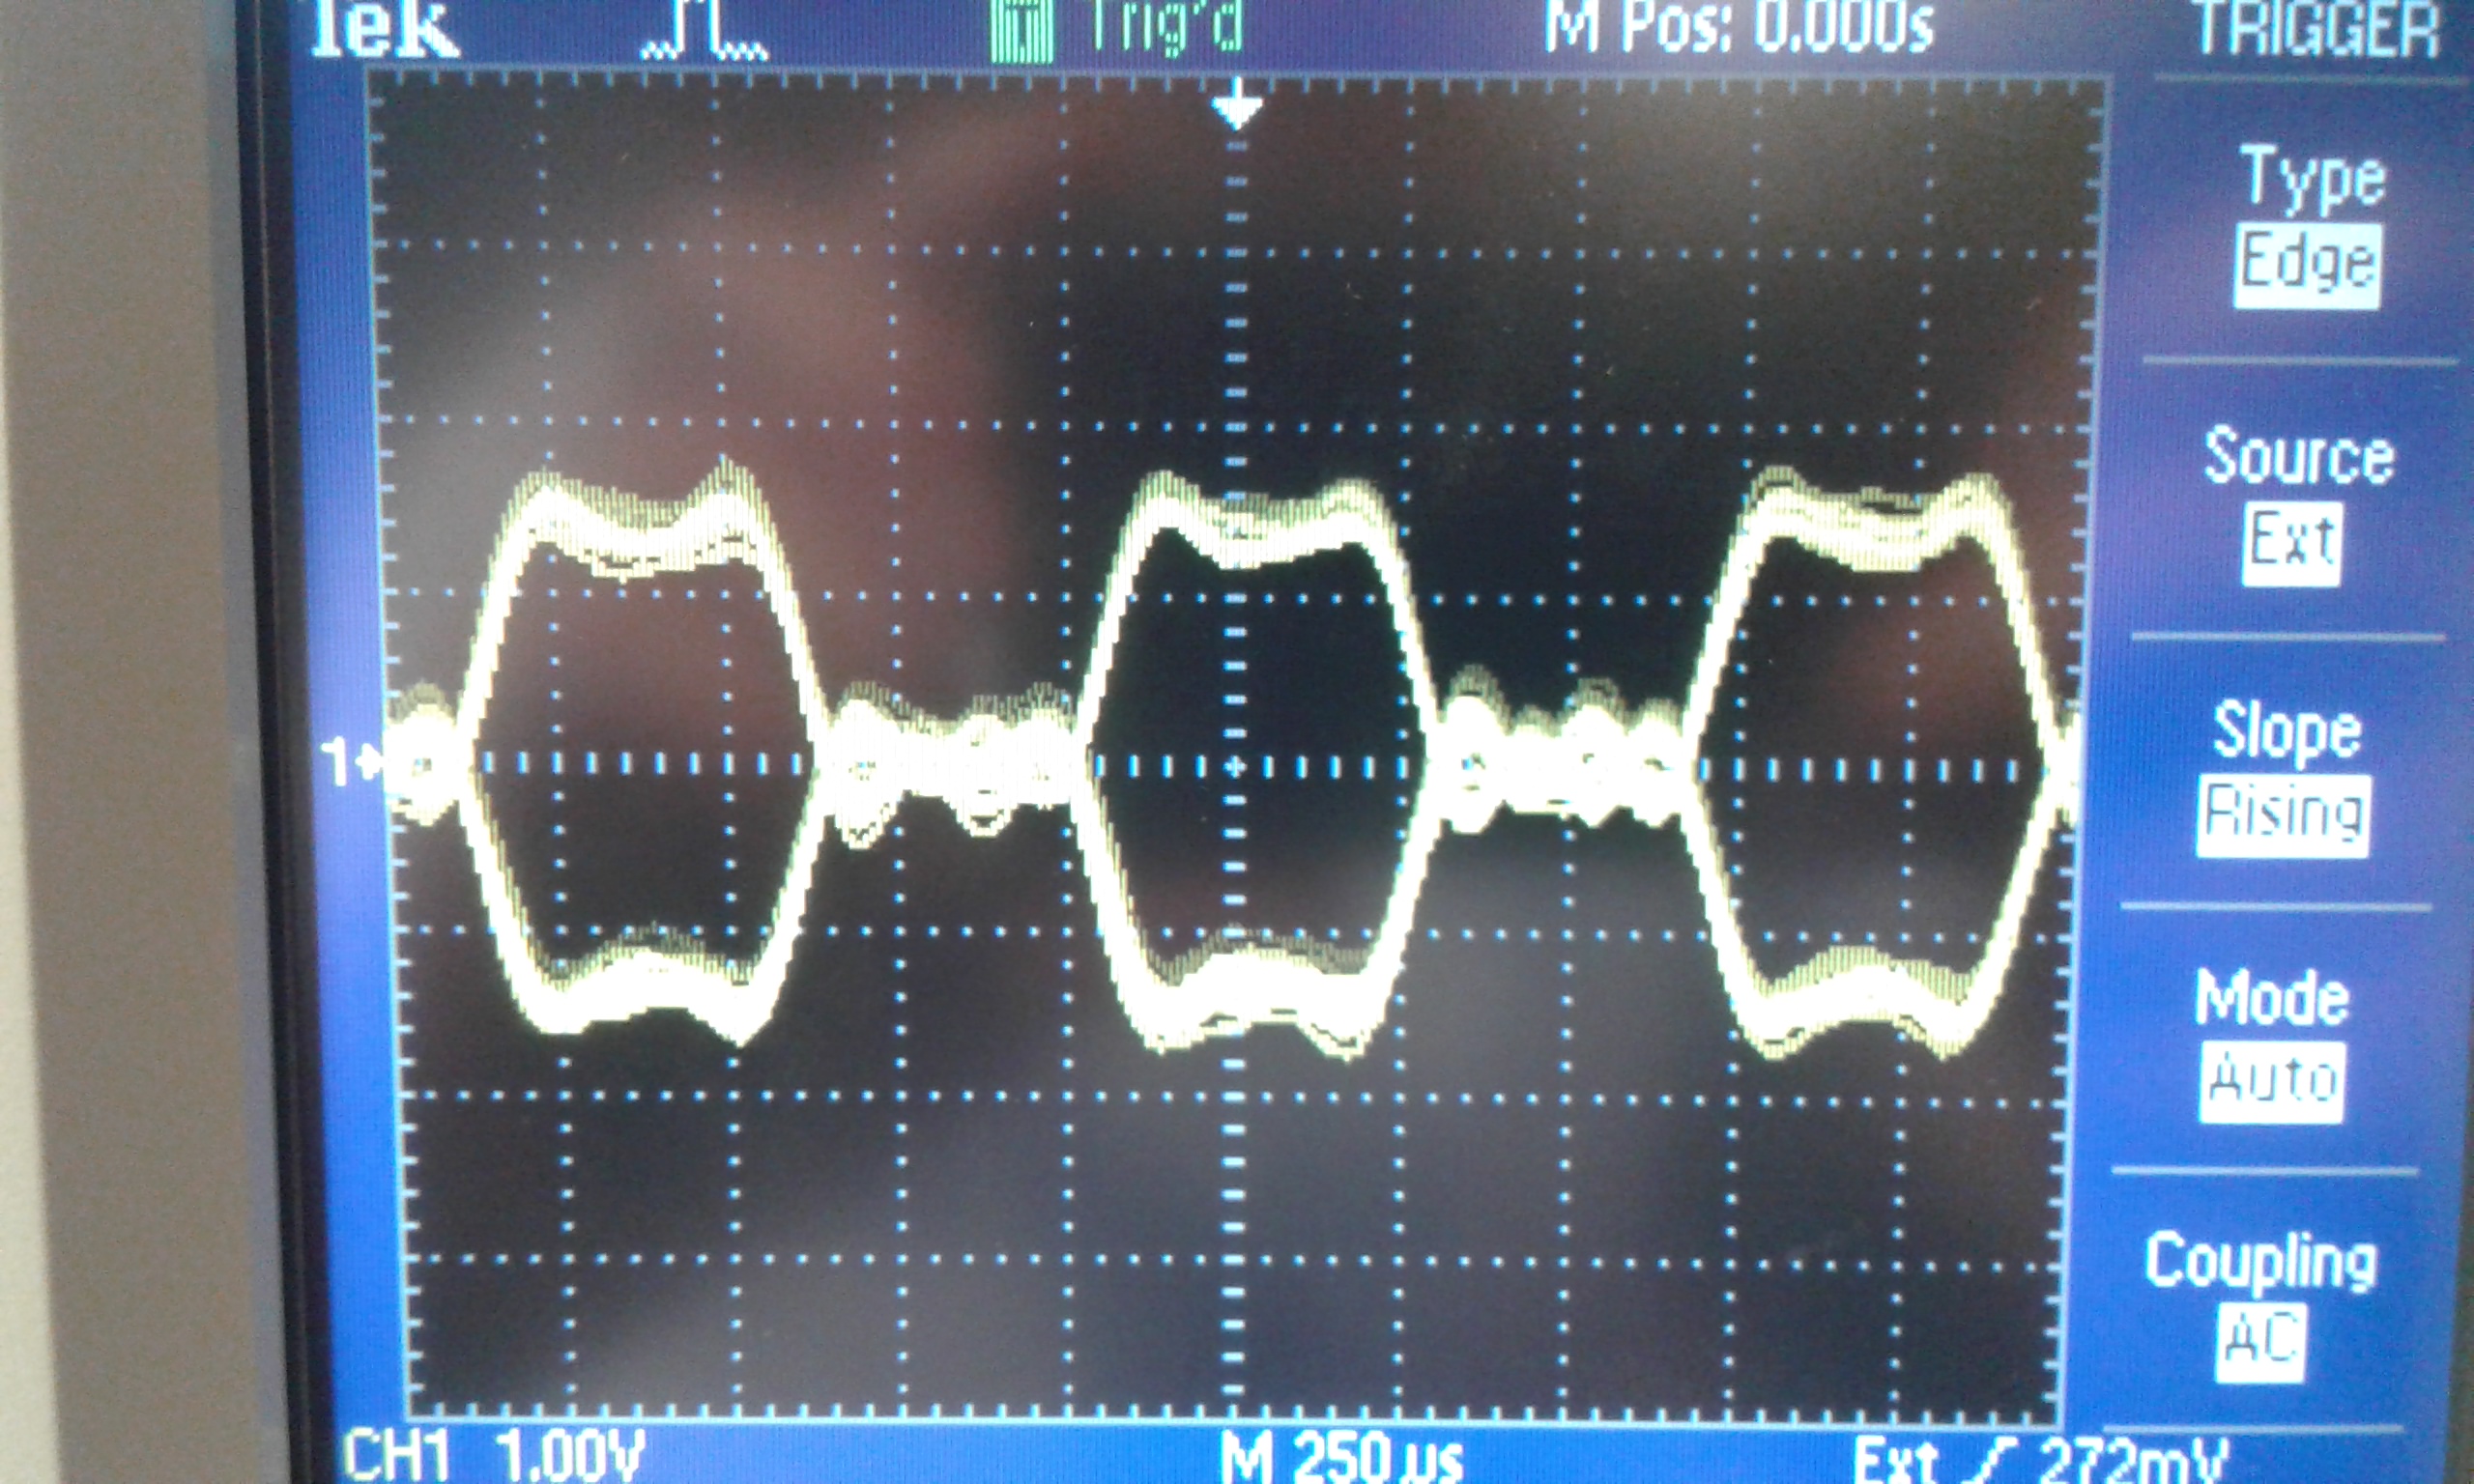 Tek Trig'd M Pos: 0.000s TRIGGER
Type
Edge
Source
Ext
Slope
Rising
Mode
Auto
Coupling
AC
1
CH1 1.00V M 250µs Ext 272mV